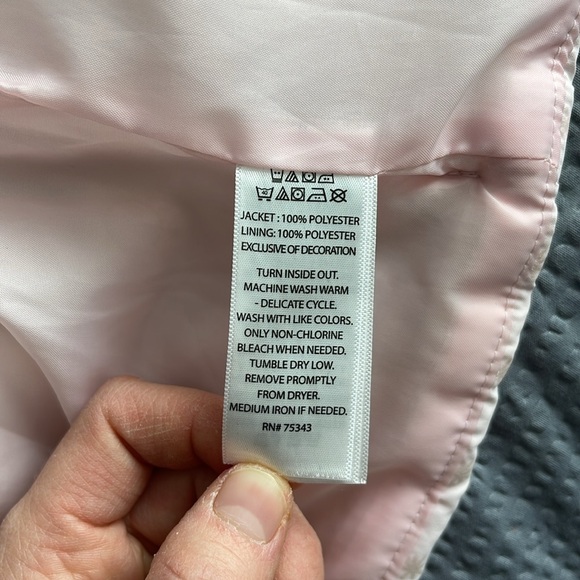 JACKET : 100% POLYESTER
LINING: 100% POLYESTER
EXCLUSIVE OF DECORATION
TURN INSIDE OUT.
MACHINE WASH WARM
- DELICATE CYCLE.
WASH WITH LIKE COLORS.
ONLY NON-CHLORINE
BLEACH WHEN NEEDED.
TUMBLE DRY LOW.
REMOVE PROMPTLY
FROM DRYER.
MEDIUM IRON IF NEEDED.
RN# 75343